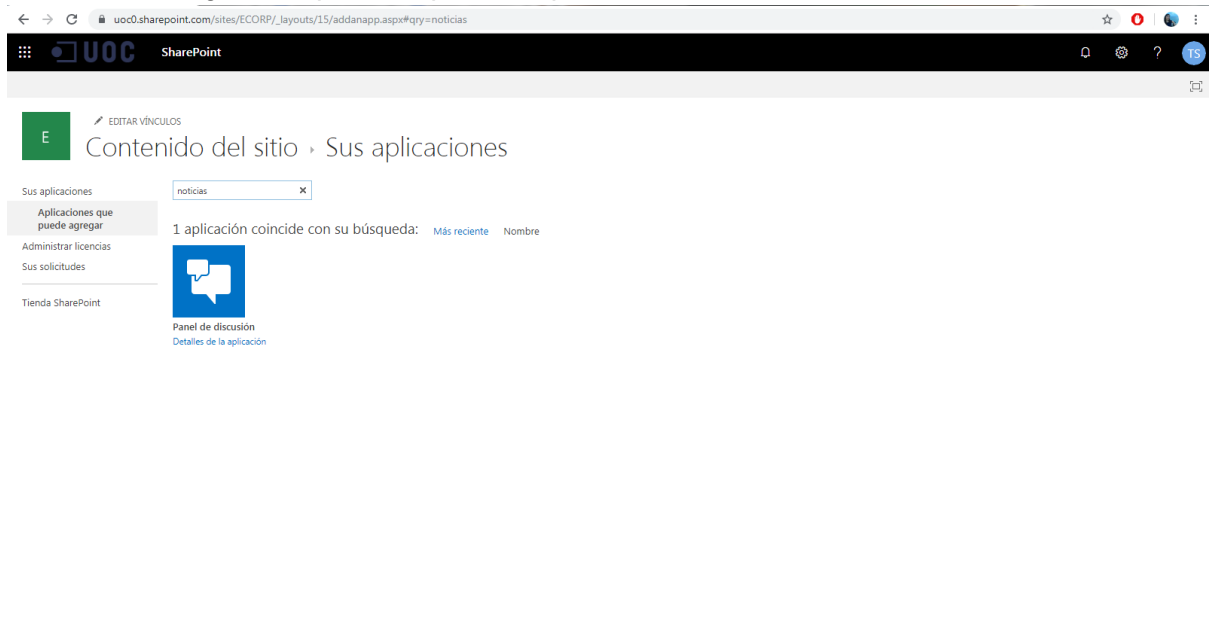 uoc0.sharepoint.com/sites/ECORP/_layouts/15/addanapp.aspx#qry=noticias
UOC SharePoint ? TS
EDITAR VÍNCULOS
E
Contenido del sitio › Sus aplicaciones
Sus aplicaciones
Aplicaciones que
puede agregar
Administrar licencias
Sus solicitudes
Tienda SharePoint
noticias
1 aplicación coincide con su búsqueda: Más reciente Nombre
Panel de discusión
Detalles de la aplicación